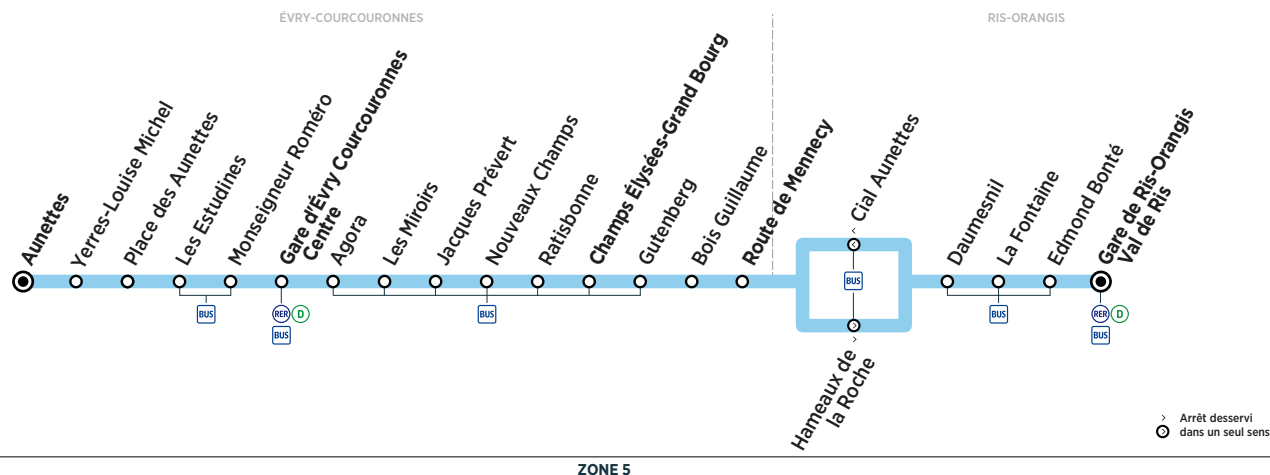 ÉVRY-COURCOURONNES
RIS-ORANGIS
Aunettes
Yerres-Louise Michel
Place des Aunettes
Les Estudines
Monseigneur Roméro
Gare d'Évry Courcouronnes
Centre
Agora
Les Miroirs
Jacques Prévert
Nouveaux Champs
Ratisbonne
Champs Élysées-Grand Bourg
Gutenberg
Bois Guillaume
Route de Mennecy
Cial Aunettes
Hameaux de
la Roche
Daumesnil
La Fontaine
Edmond Bonté
Gare de Ris-Orangis
Val de Ris
BUS
RER D
BUS
BUS
BUS
BUS
RER D
BUS
> Arrêt desservi
dans un seul sens
ZONE 5